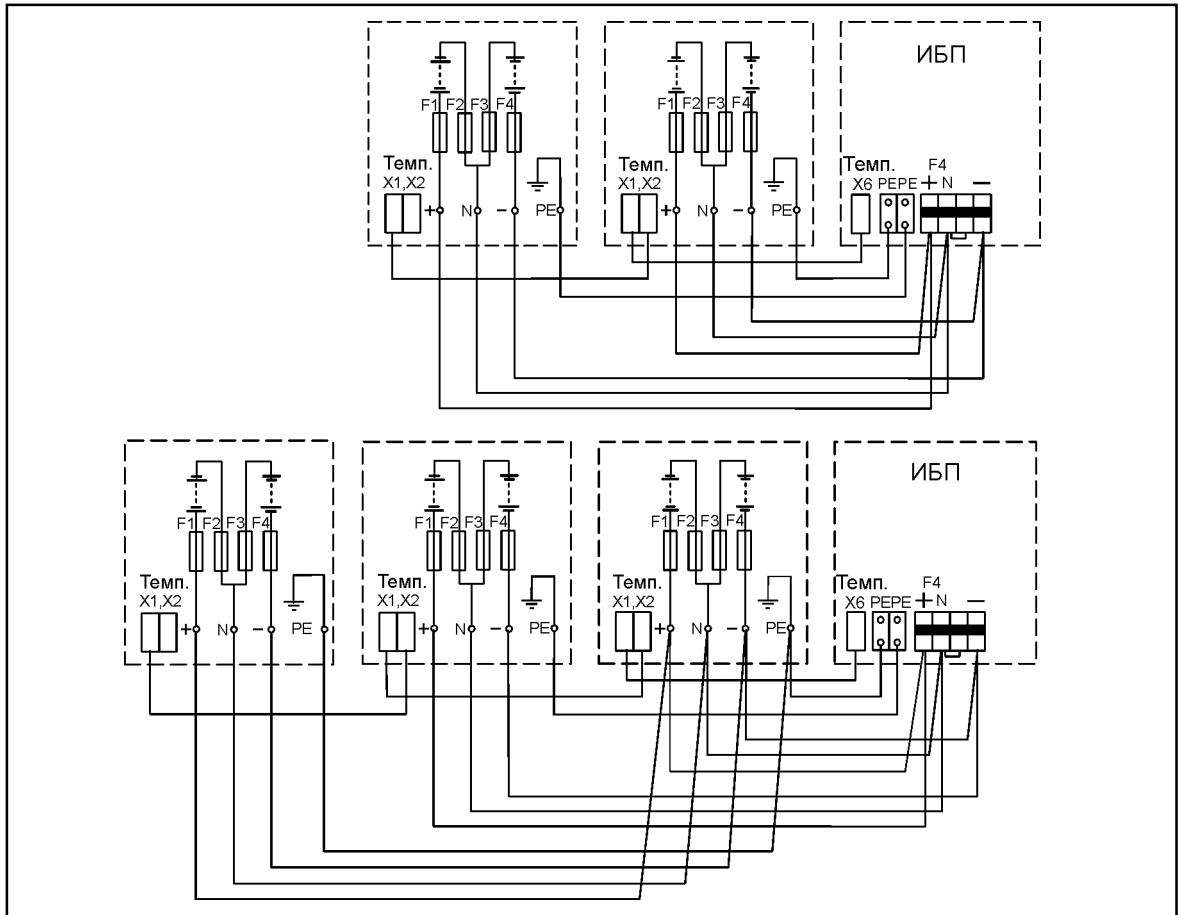 ИБП
F1 F2 F3 F4
F1 F2 F3 F4
Темп.
X1,X2
+ N - PE
Темп.
X1,X2
+ N - PE
Темп. F4
X6 PEPE + N —
ИБП
F1 F2 F3 F4
F1 F2 F3 F4
F1 F2 F3 F4
Темп.
X1,X2
+ N - PE
Темп.
X1,X2
+ N - PE
Темп.
X1,X2
+ N - PE
Темп. F4
X6 PEPE + N —